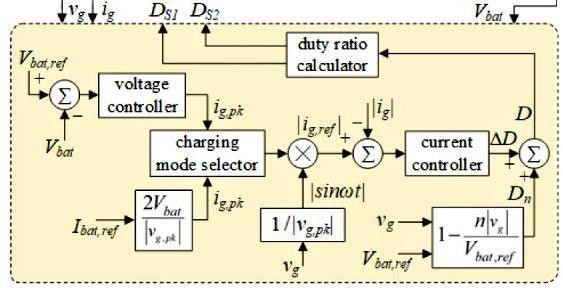 v_g i_g D_S1 D_S2 V_bat
duty ratio
calculator
V_bat,ref
+
Σ
−
V_bat
voltage
controller
i_g,pk
charging
mode selector
I_bat,ref
2V_bat
|v_g,pk|
i_g,pk
×
|i_g,ref|
|sinωt|
1/|v_g,pk|
v_g
+
−
|i_g|
Σ
current
controller
ΔD
+
Σ
+
D
D_n
v_g
V_bat,ref
1− n|v_g|
V_bat,ref